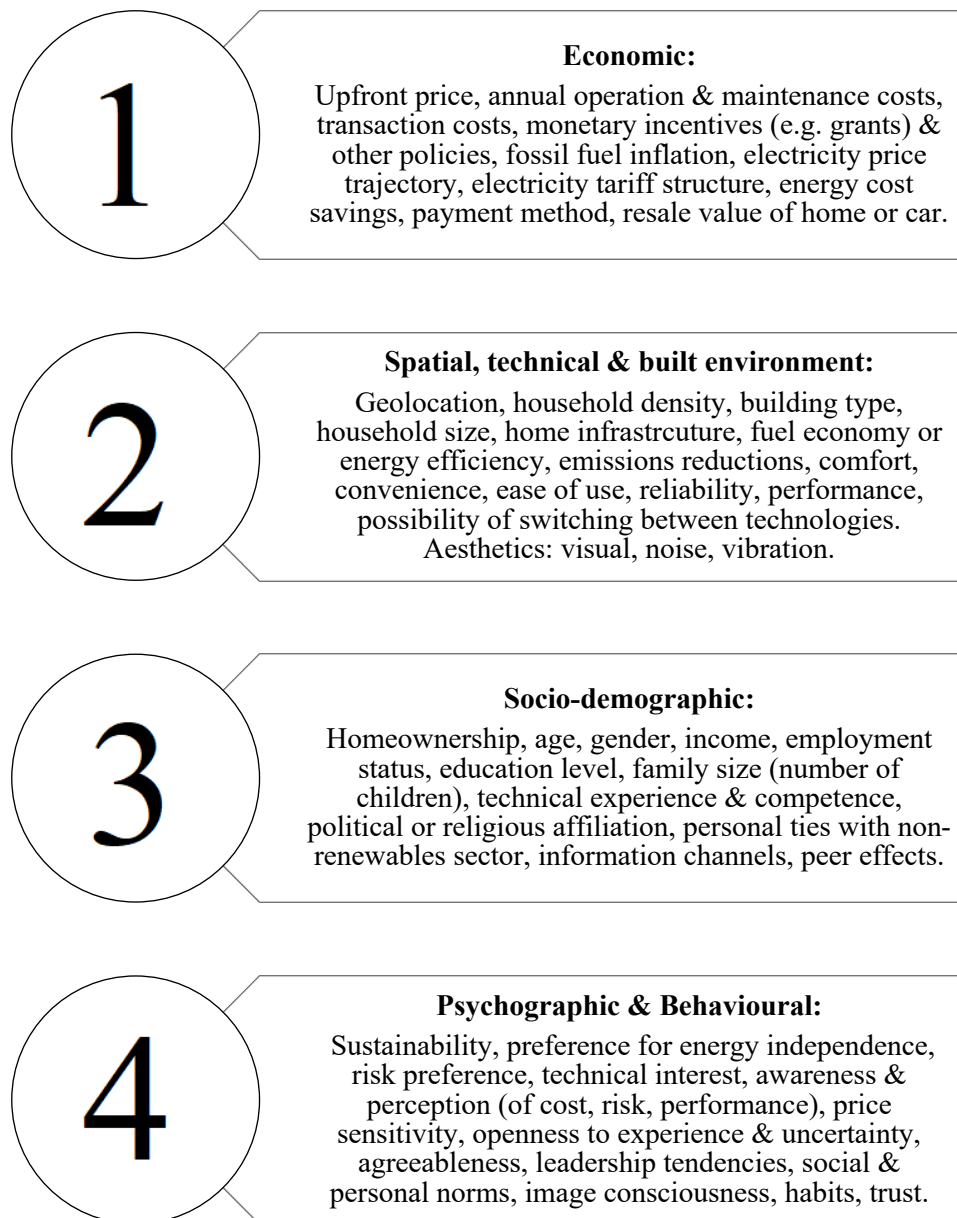 1
Economic:
Upfront price, annual operation & maintenance costs,
transaction costs, monetary incentives (e.g. grants) &
other policies, fossil fuel inflation, electricity price
trajectory, electricity tariff structure, energy cost
savings, payment method, resale value of home or car.
2
Spatial, technical & built environment:
Geolocation, household density, building type,
household size, home infrastrcuture, fuel economy or
energy efficiency, emissions reductions, comfort,
convenience, ease of use, reliability, performance,
possibility of switching between technologies.
Aesthetics: visual, noise, vibration.
3
Socio-demographic:
Homeownership, age, gender, income, employment
status, education level, family size (number of
children), technical experience & competence,
political or religious affiliation, personal ties with non-
renewables sector, information channels, peer effects.
4
Psychographic & Behavioural:
Sustainability, preference for energy independence,
risk preference, technical interest, awareness &
perception (of cost, risk, performance), price
sensitivity, openness to experience & uncertainty,
agreeableness, leadership tendencies, social &
personal norms, image consciousness, habits, trust.